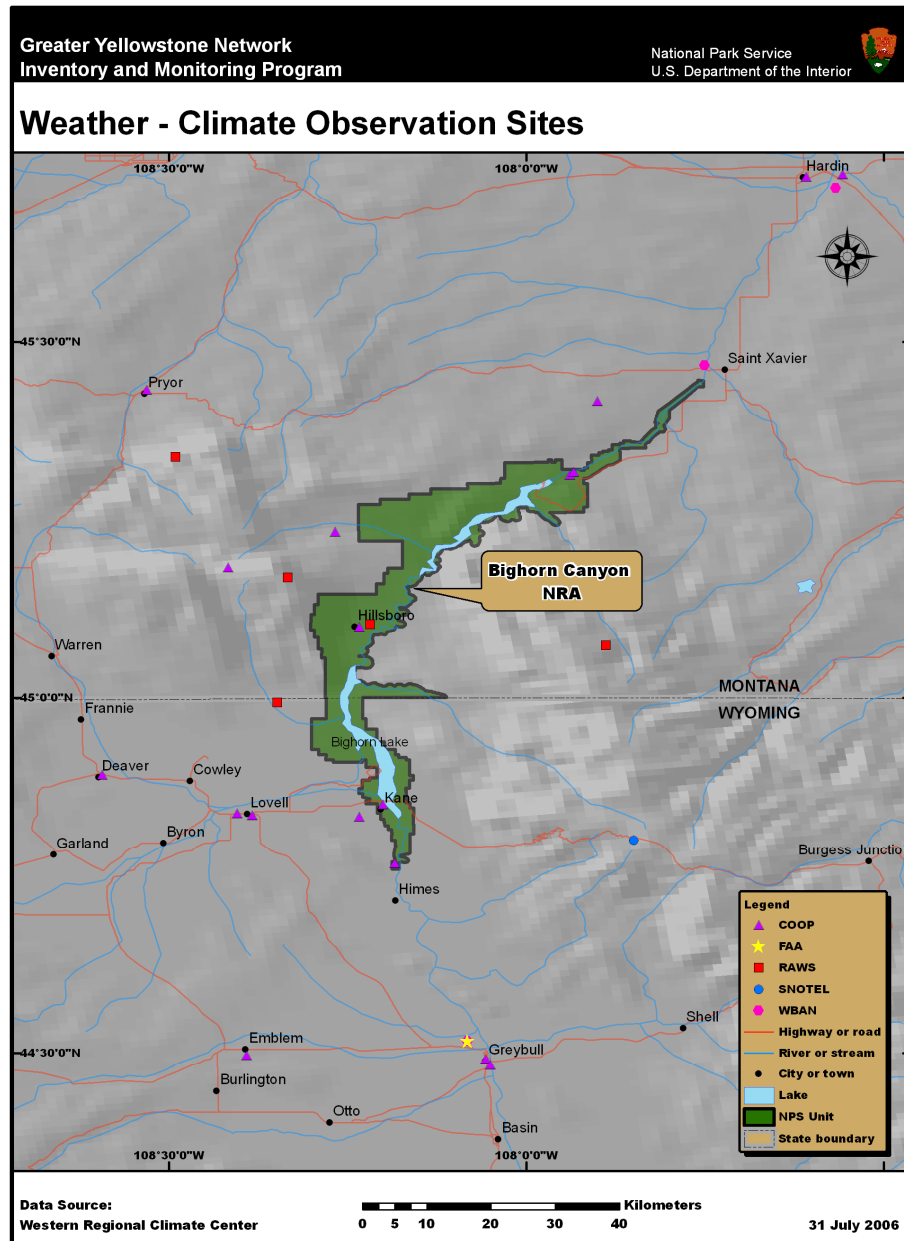 Greater Yellowstone Network
Inventory and Monitoring Program
National Park Service
U.S. Department of the Interior
Weather - Climate Observation Sites
108°30'0"W
108°0'0"W
Hardin
45°30'0"N
Saint Xavier
Pryor
Bighorn Canyon
NRA
Hillsboro
Warren
45°0'0"N
MONTANA
WYOMING
Frannie
Bighorn Lake
Deaver
Cowley
Kane
Lovell
Byron
Garland
Burgess Junctio
Himes
Legend
COOP
FAA
RAWS
SNOTEL
WBAN
Highway or road
River or stream
City or town
Lake
NPS Unit
State boundary
Shell
44°30'0"N
Emblem
Greybull
Burlington
Otto
Basin
108°30'0"W
108°0'0"W
Data Source:
Western Regional Climate Center
Kilometers
0 5 10 20 30 40
31 July 2006